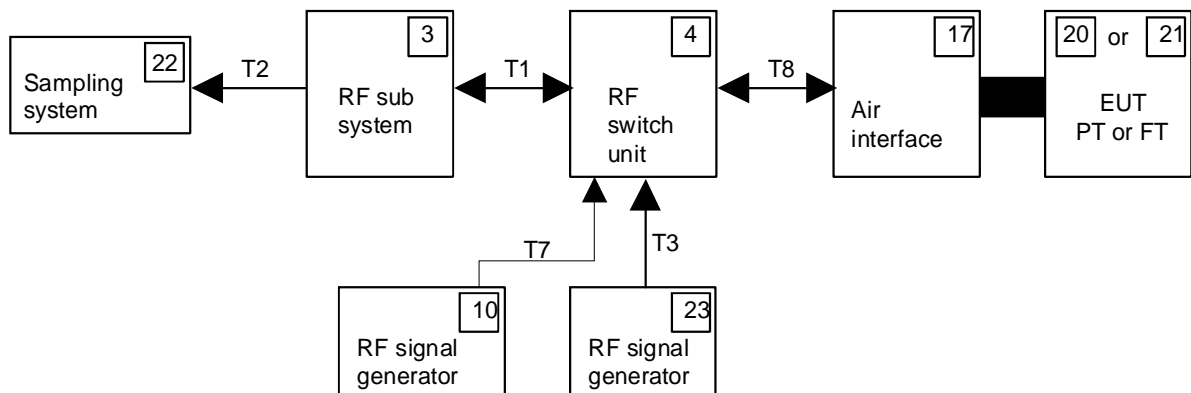 22
Sampling
system
T2
3
RF sub
system
T1
4
RF
switch
unit
T8
17
Air
interface
20 or 21
EUT
PT or FT
T7
T3
10
RF signal
generator
23
RF signal
generator